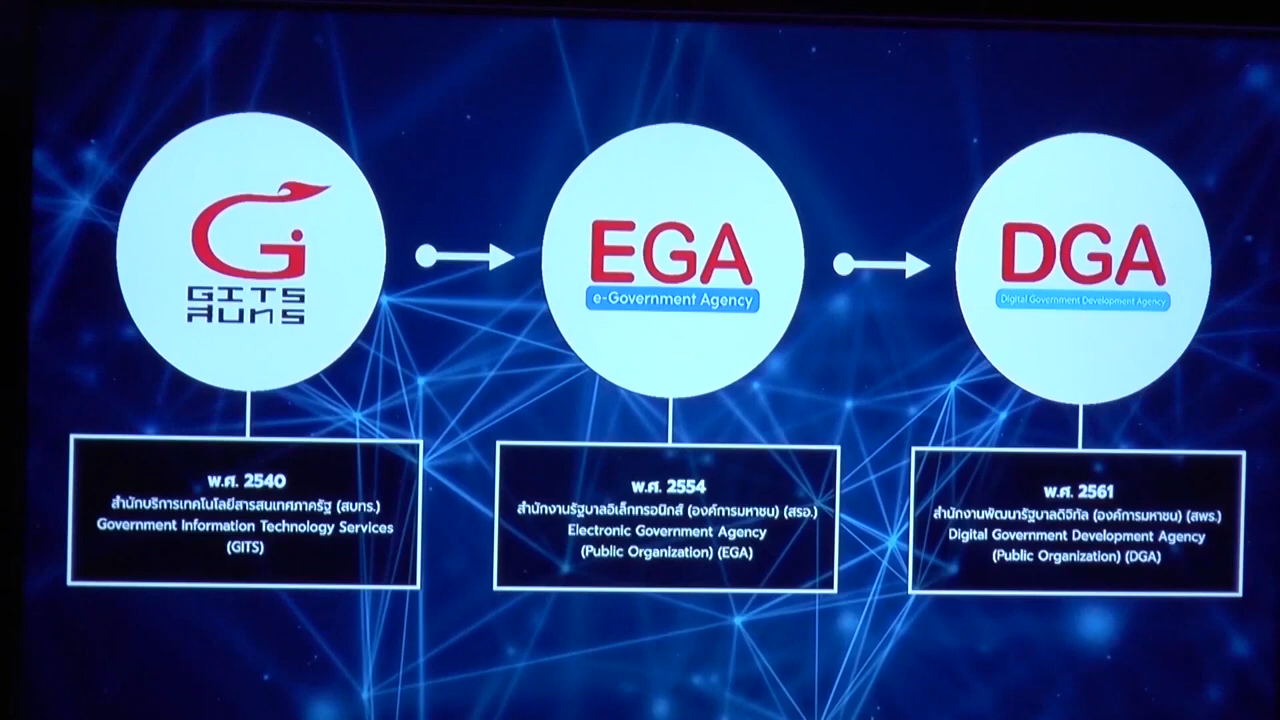 GITS
สบทร
พ.ศ. 2540
สำนักบริการเทคโนโลยีสารสนเทศภาครัฐ (สบทร.)
Government Information Technology Services
(GITS)
EGA
e-Government Agency
พ.ศ. 2554
สำนักงานรัฐบาลอิเล็กทรอนิกส์ (องค์การมหาชน) (สรอ.)
Electronic Government Agency
(Public Organization) (EGA)
DGA
Digital Government Development Agency
พ.ศ. 2561
สำนักงานพัฒนารัฐบาลดิจิทัล (องค์การมหาชน) (สพร.)
Digital Government Development Agency
(Public Organization) (DGA)